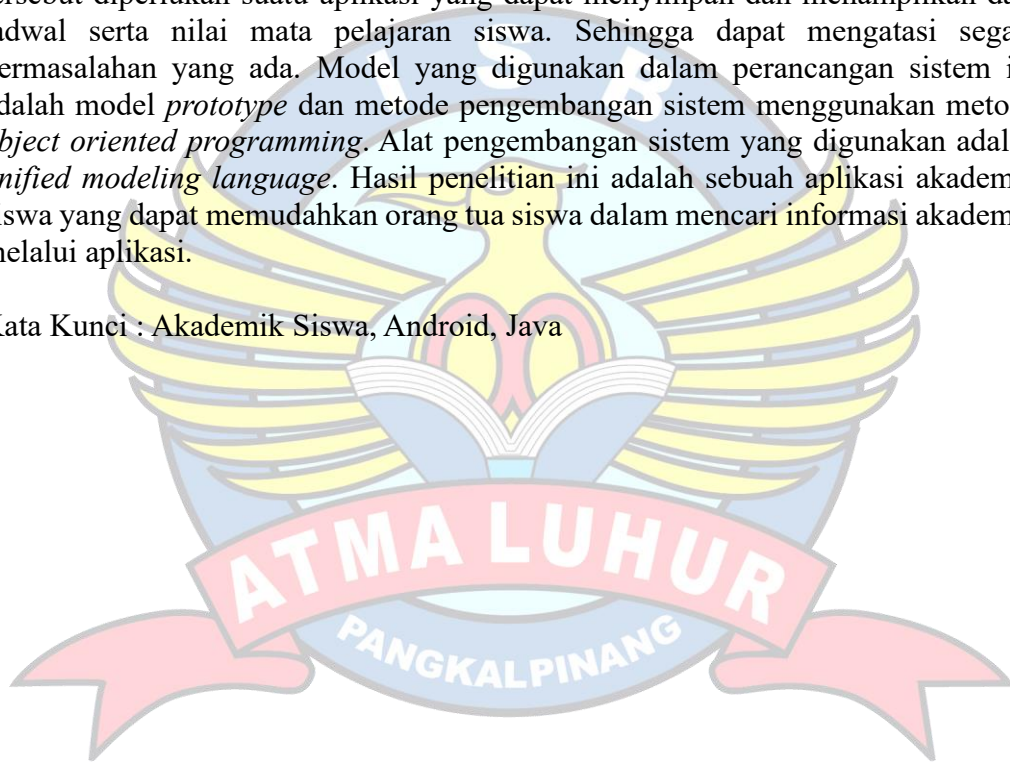 tersebut diperlukan suatu aplikasi yang dapat menyimpan dan menampilkan da
adwal serta nilai mata pelajaran siswa. Sehingga dapat mengatasi sega
ermasalahan yang ada. Model yang digunakan dalam perancangan sistem i
dalah model prototype dan metode pengembangan sistem menggunakan meto
bject oriented programming. Alat pengembangan sistem yang digunakan adal
nified modeling language. Hasil penelitian ini adalah sebuah aplikasi akadem
iswa yang dapat memudahkan orang tua siswa dalam mencari informasi akadem
melalui aplikasi.
Kata Kunci : Akademik Siswa, Android, Java
I S B
ATMA LUHUR
PANGKALPINANG